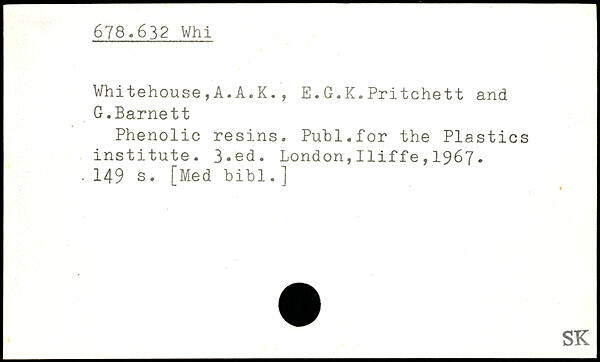 678.632 Whi
Whitehouse,A.A.K., E.G.K.Pritchett and
G.Barnett
Phenolic resins. Publ.for the Plastics
institute. 3.ed. London,Iliffe,1967.
149 s. [Med bibl.]
SK